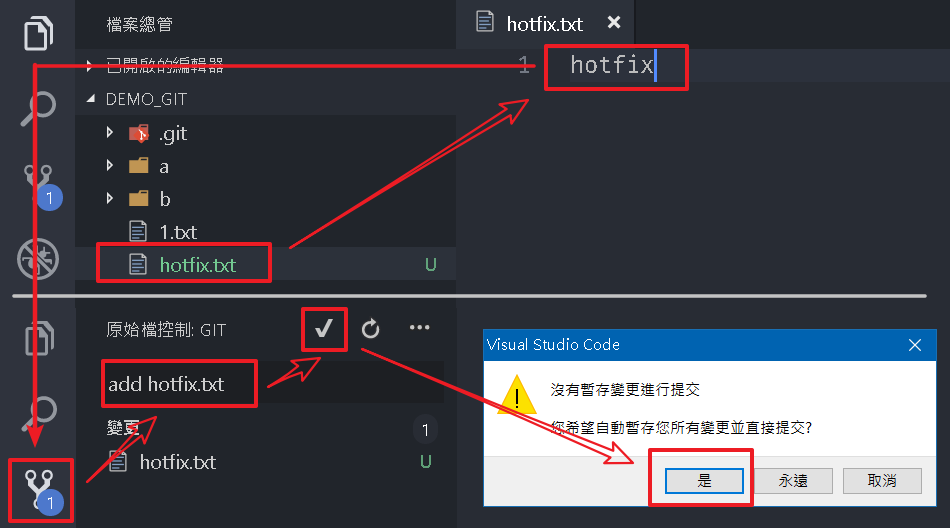 檔案總管
hotfix.txt
已開啟的編輯器
1 hotfix
DEMO_GIT
.git
a
1
b
1.txt
hotfix.txt U
原始檔控制: GIT
Visual Studio Code
add hotfix.txt
沒有暫存變更進行提交
變更 1
您希望自動暫存您所有變更並直接提交?
hotfix.txt U
是 永遠 取消
1